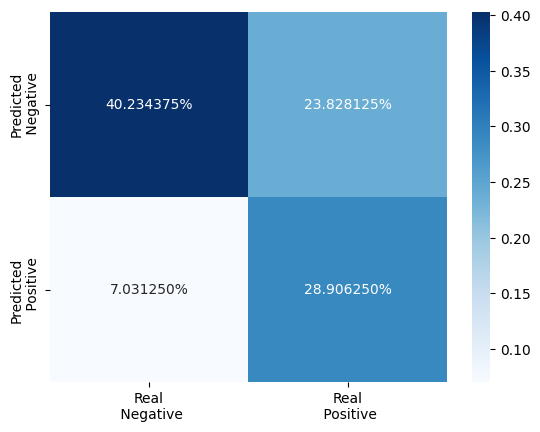 Predicted
Negative
40.234375%
23.828125%
Predicted
Positive
7.031250%
28.906250%
Real
Negative
Real
Positive
0.40
0.35
0.30
0.25
0.20
0.15
0.10